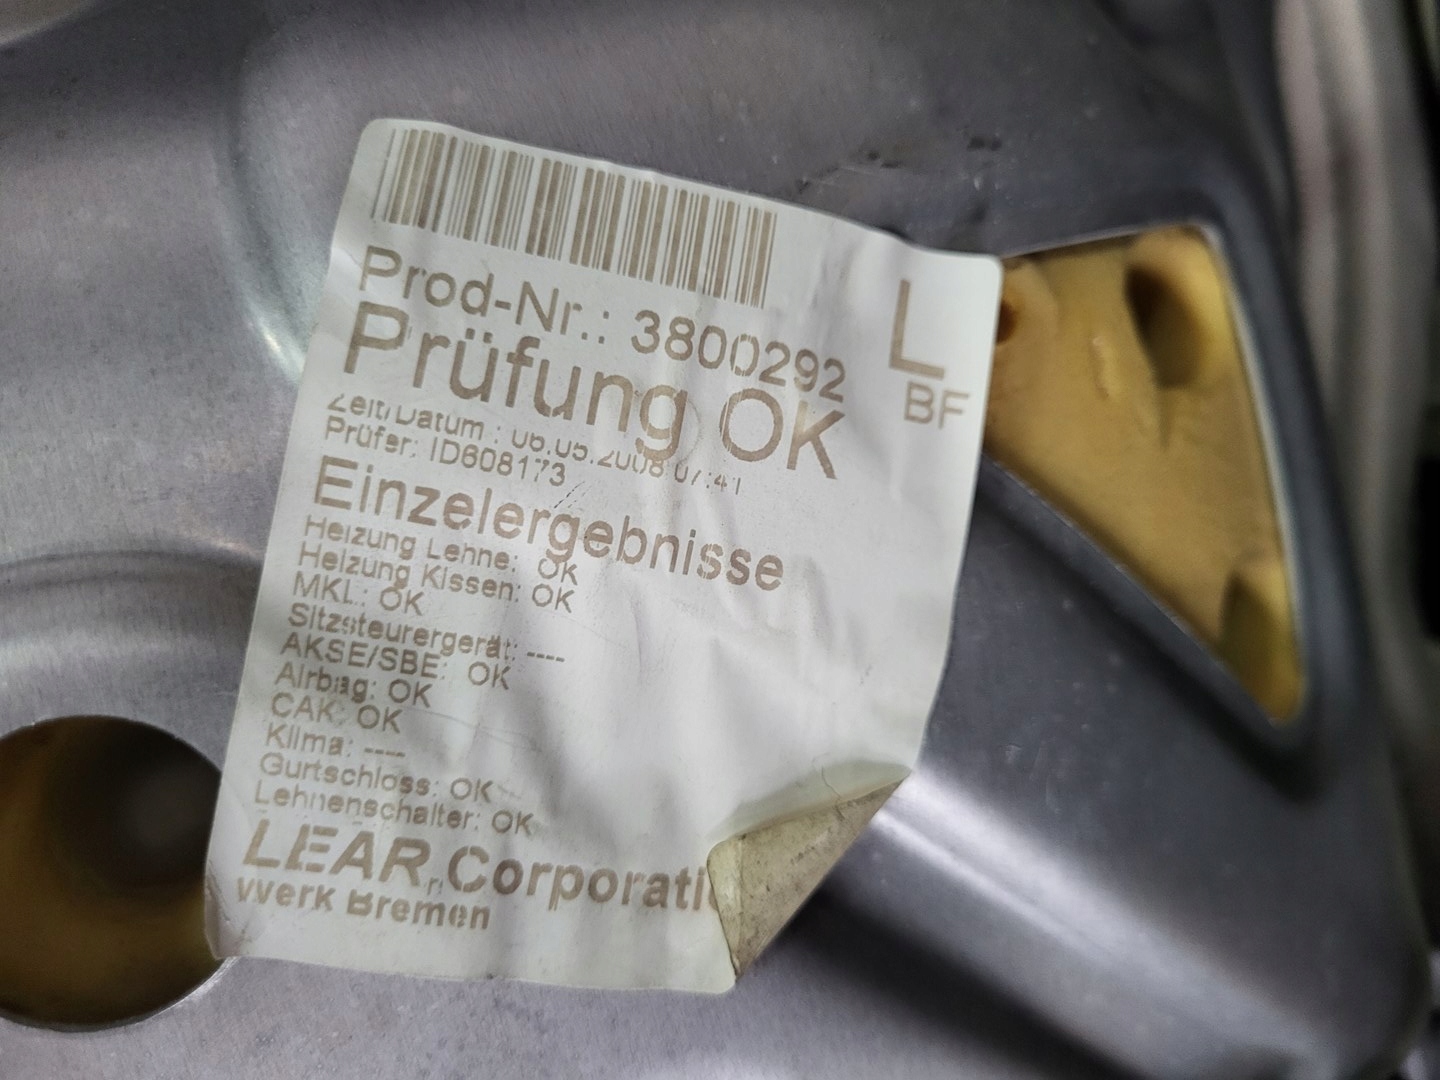 Prod-Nr.: 3800292
L
BF
Prüfung OK
Zeit/Datum : 06.05.2008 07:41
Prüfer: ID608173
Einzelergebnisse
Heizung Lehne: OK
Heizung Kissen: OK
MKL: OK
Sitzsteurergerät: ----
AKSE/SBE: OK
Airbag: OK
CAK: OK
Klima: ----
Gurtschloss: OK
Lehnenschalter: OK
LEAR Corporati
Werk Bremen